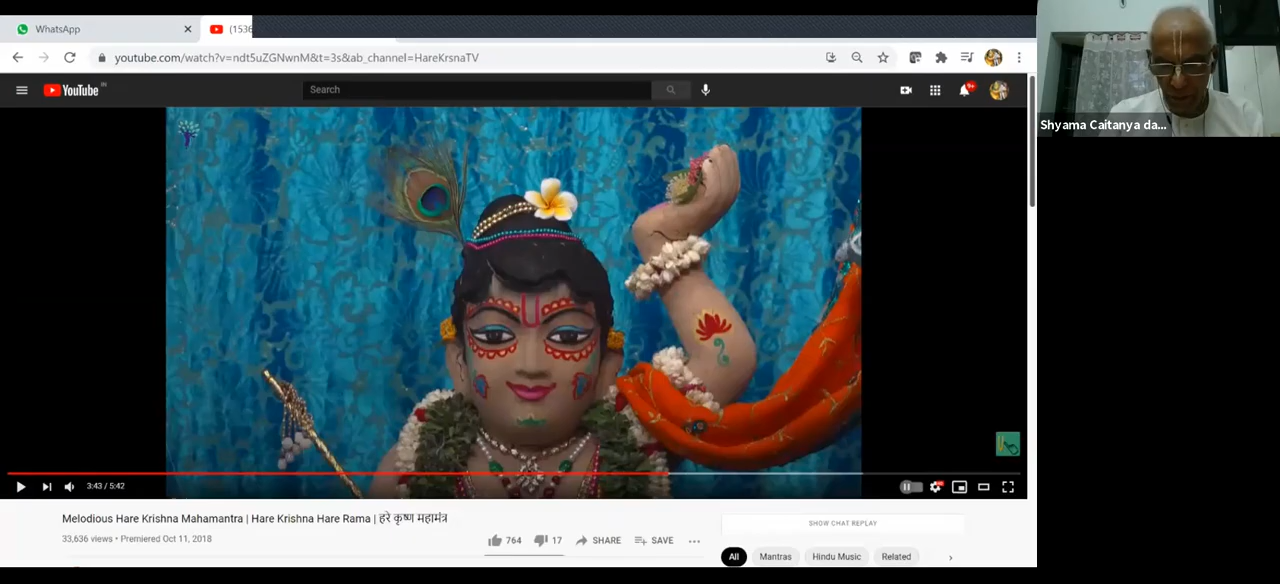 WhatsApp
(1536
youtube.com/watch?v=ndt5uZGNwnM&t=3s&ab_channel=HareKrsnaTV
YouTube IN
Search
9+
Shyama Caitanya da...
3:43 / 5:42
Melodious Hare Krishna Mahamantra | Hare Krishna Hare Rama | हरे कृष्ण महामंत्र
33,636 views • Premiered Oct 11, 2018
764
17
SHARE
SAVE
SHOW CHAT REPLAY
All
Mantras
Hindu Music
Related